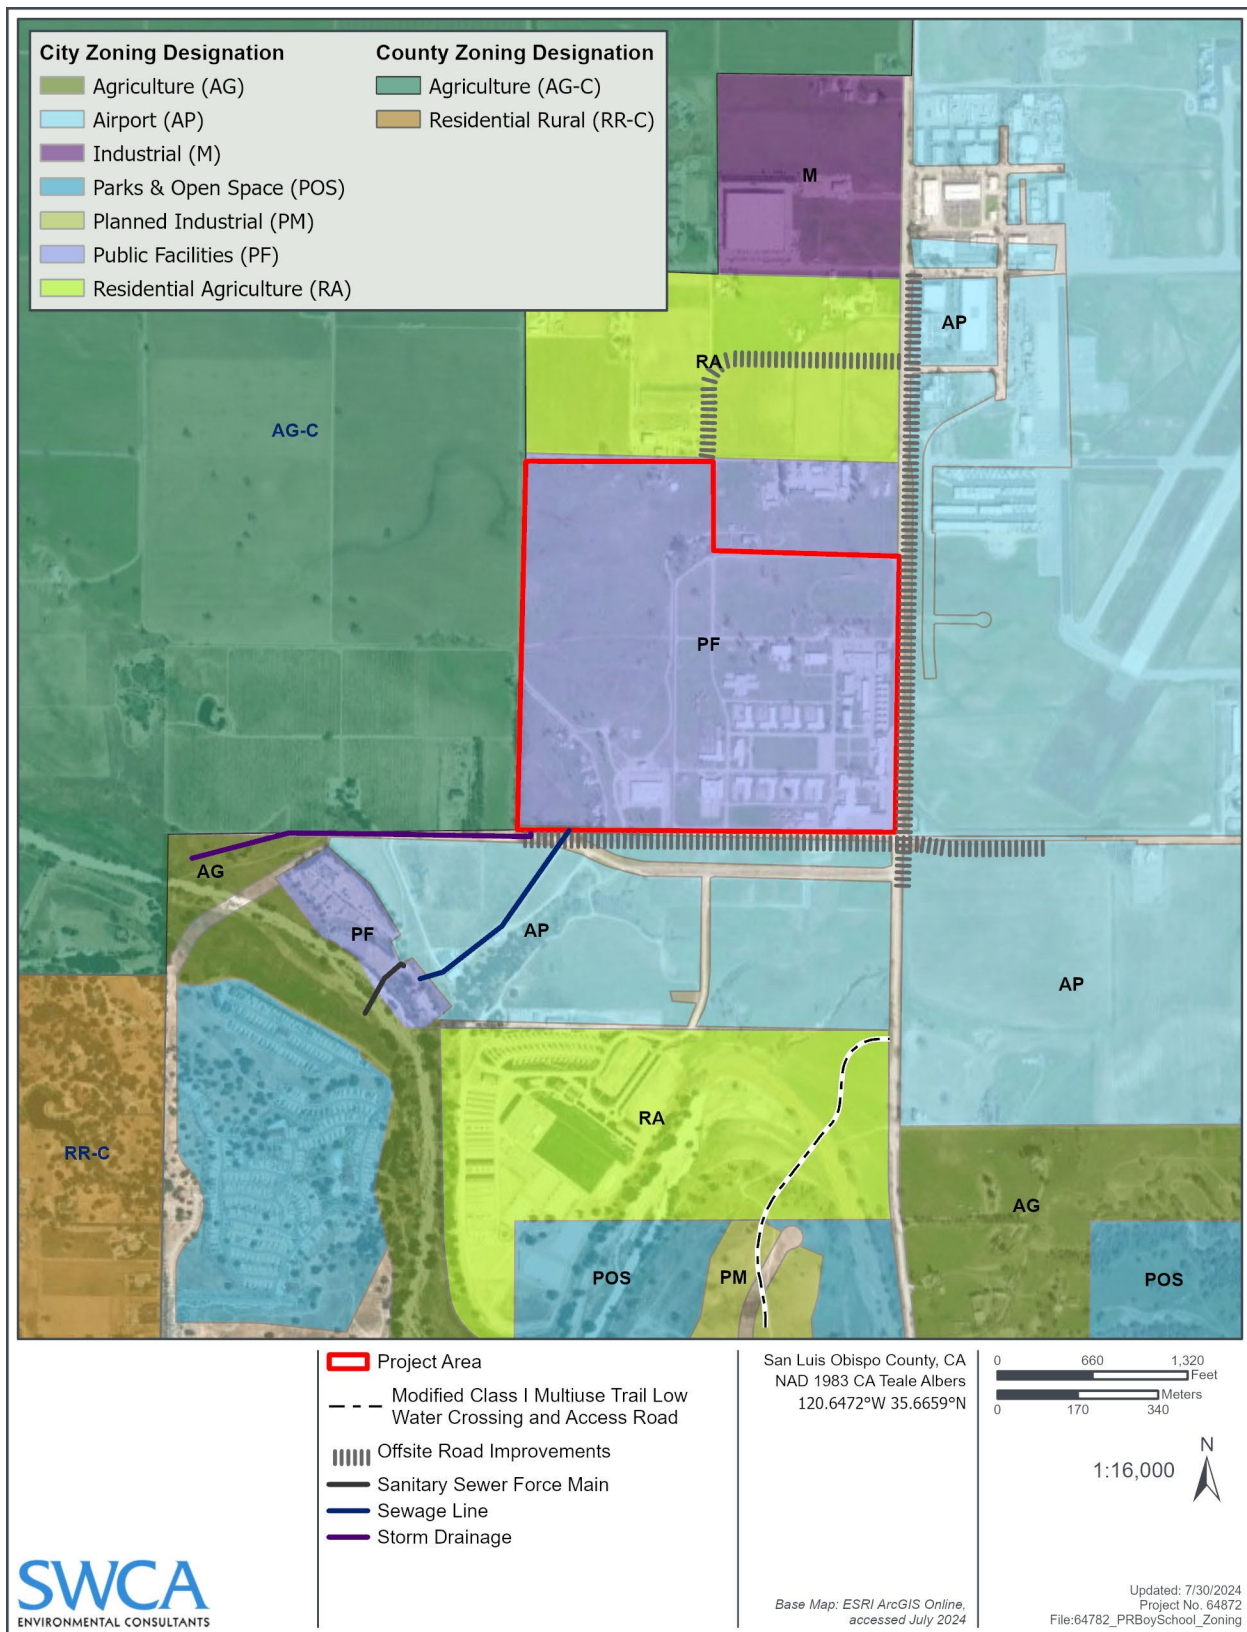 City Zoning Designation
Agriculture (AG)
Airport (AP)
Industrial (M)
Parks & Open Space (POS)
Planned Industrial (PM)
Public Facilities (PF)
Residential Agriculture (RA)
County Zoning Designation
Agriculture (AG-C)
Residential Rural (RR-C)
M
AP
RA
AG-C
PF
AG
PF
AP
AP
RA
RR-C
AG
POS
PM
POS
Project Area
Modified Class I Multiuse Trail Low
Water Crossing and Access Road
Offsite Road Improvements
Sanitary Sewer Force Main
Sewage Line
Storm Drainage
San Luis Obispo County, CA
NAD 1983 CA Teale Albers
120.6472°W 35.6659°N
0 660 1,320
Feet
Meters
0 170 340
N
1:16,000
SWCA
ENVIRONMENTAL CONSULTANTS
Base Map: ESRI ArcGIS Online,
accessed July 2024
Updated: 7/30/2024
Project No. 64872
File:64782_PRBoySchool_Zoning